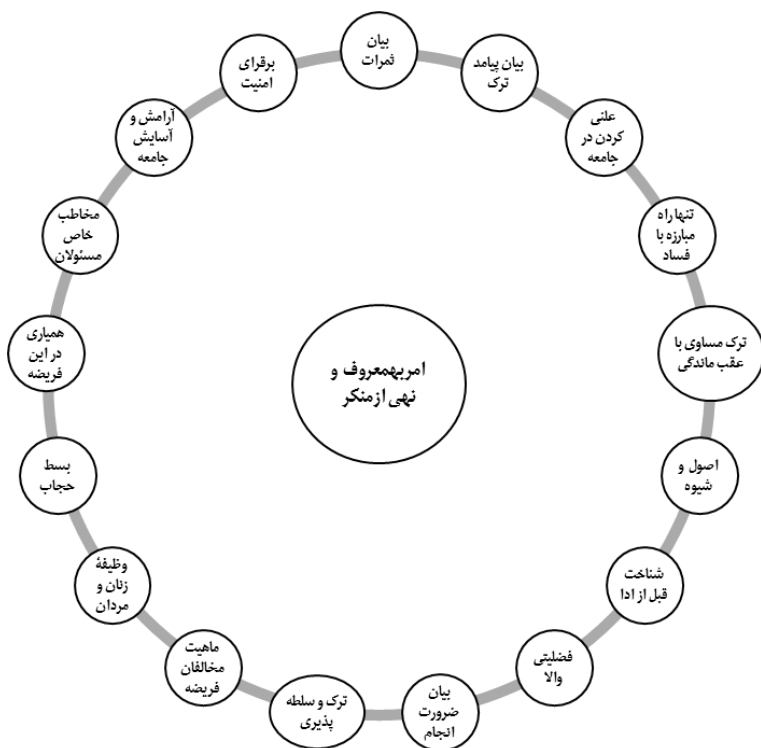 بیان
ثمرات
بیان پیامد
ترک
علنی
کردن در
جامعه
تنها راه
مبارزه با
فساد
ترک مساوی با
عقب ماندگی
اصول و
شیوه
شناخت
قبل از ادا
فضلیتی
والا
بیان
ضرورت
انجام
ترک و سلطه
پذیری
ماهیت
مخالفان
فریضه
وظیفهٔ
زنان و
مردان
بسط
حجاب
همیاری
در این
فریضه
مخاطب
خاص
مسئولان
آرامش و
آسایش
جامعه
برقرای
امنیت
امربهمعروف و
نهی ازمنکر